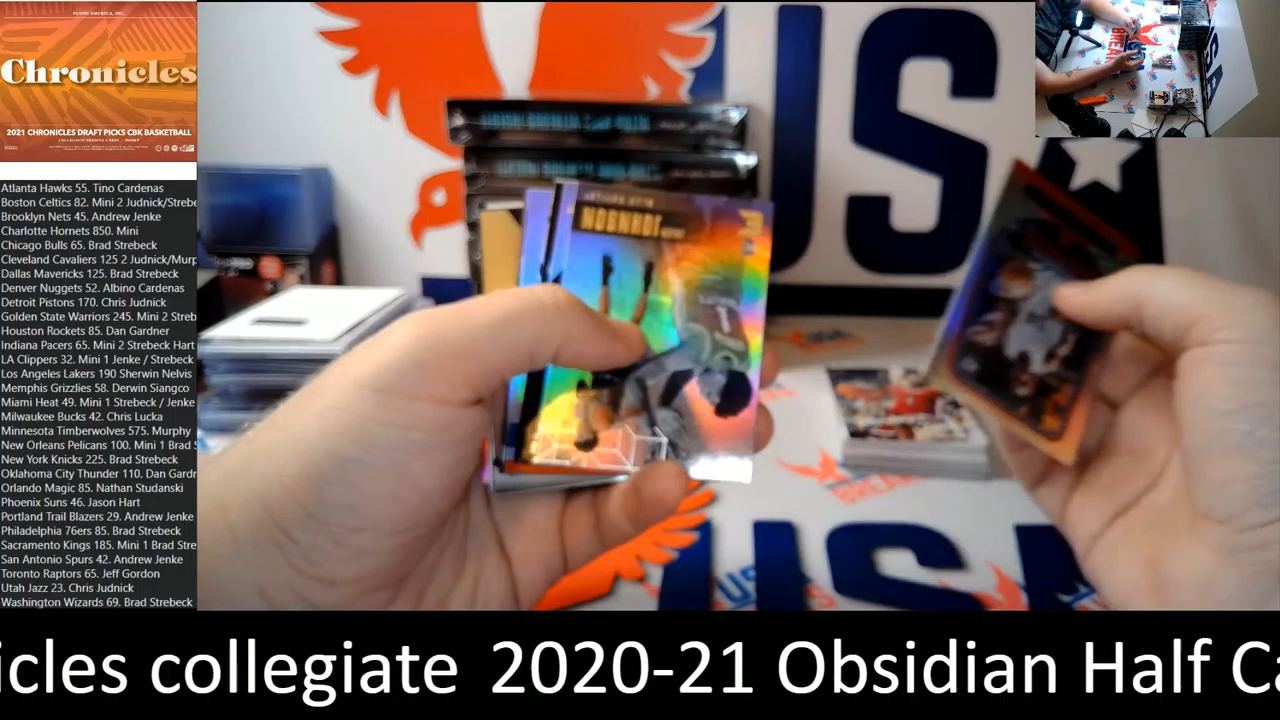 PANINI AMERICA, INC.
Chronicles
2021 CHRONICLES DRAFT PICKS CBK BASKETBALL
COLLEGIATE TRADING CARDS • HOBBY
Atlanta Hawks 55. Tino Cardenas
Boston Celtics 82. Mini 2 Judnick/Strebe
Brooklyn Nets 45. Andrew Jenke
Charlotte Hornets 850. Mini
Chicago Bulls 65. Brad Strebeck
Cleveland Cavaliers 125 2 Judnick/Murp
Dallas Mavericks 125. Brad Strebeck
Denver Nuggets 52. Albino Cardenas
Detroit Pistons 170. Chris Judnick
Golden State Warriors 245. Mini 2 Streb
Houston Rockets 85. Dan Gardner
Indiana Pacers 65. Mini 2 Strebeck Hart
LA Clippers 32. Mini 1 Jenke / Strebeck
Los Angeles Lakers 190 Sherwin Nelvis
Memphis Grizzlies 58. Derwin Siangco
Miami Heat 49. Mini 1 Strebeck / Jenke
Milwaukee Bucks 42. Chris Lucka
Minnesota Timberwolves 575. Murphy
New Orleans Pelicans 100. Mini 1 Brad S
New York Knicks 225. Brad Strebeck
Oklahoma City Thunder 110. Dan Gardr
Orlando Magic 85. Nathan Studanski
Phoenix Suns 46. Jason Hart
Portland Trail Blazers 29. Andrew Jenke
Philadelphia 76ers 85. Brad Strebeck
Sacramento Kings 185. Mini 1 Brad Stre
San Antonio Spurs 42. Andrew Jenke
Toronto Raptors 65. Jeff Gordon
Utah Jazz 23. Chris Judnick
Washington Wizards 69. Brad Strebeck
US
JOHNSON
USA
BREAKS
USA
icles collegiate 2020-21 Obsidian Half Ca